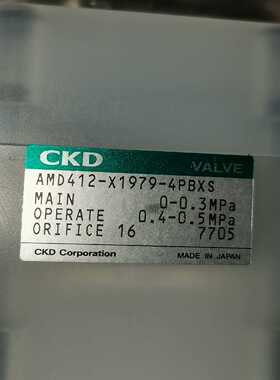 CKD VALVE
AMD412-X1979-4PBXS
MAIN 0-0.3MPa
OPERATE 0.4-0.5MPa
ORIFICE 16 7705
CKD Corporation MADE IN JAPAN